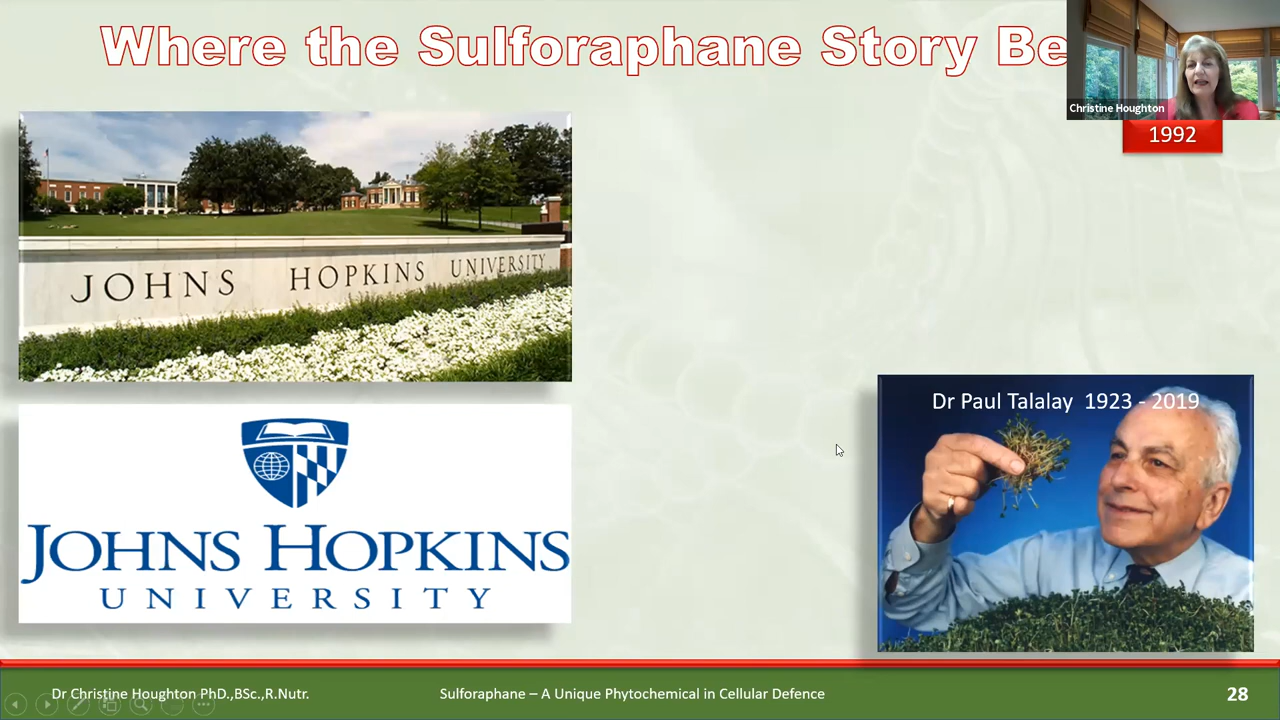 Where the Sulforaphane Story Be
Christine Houghton
1992
JOHNS HOPKINS UNIVERSITY
Dr Paul Talalay 1923 - 2019
JOHNS HOPKINS
UNIVERSITY
Dr Christine Houghton PhD.,BSc.,R.Nutr.
Sulforaphane – A Unique Phytochemical in Cellular Defence
28